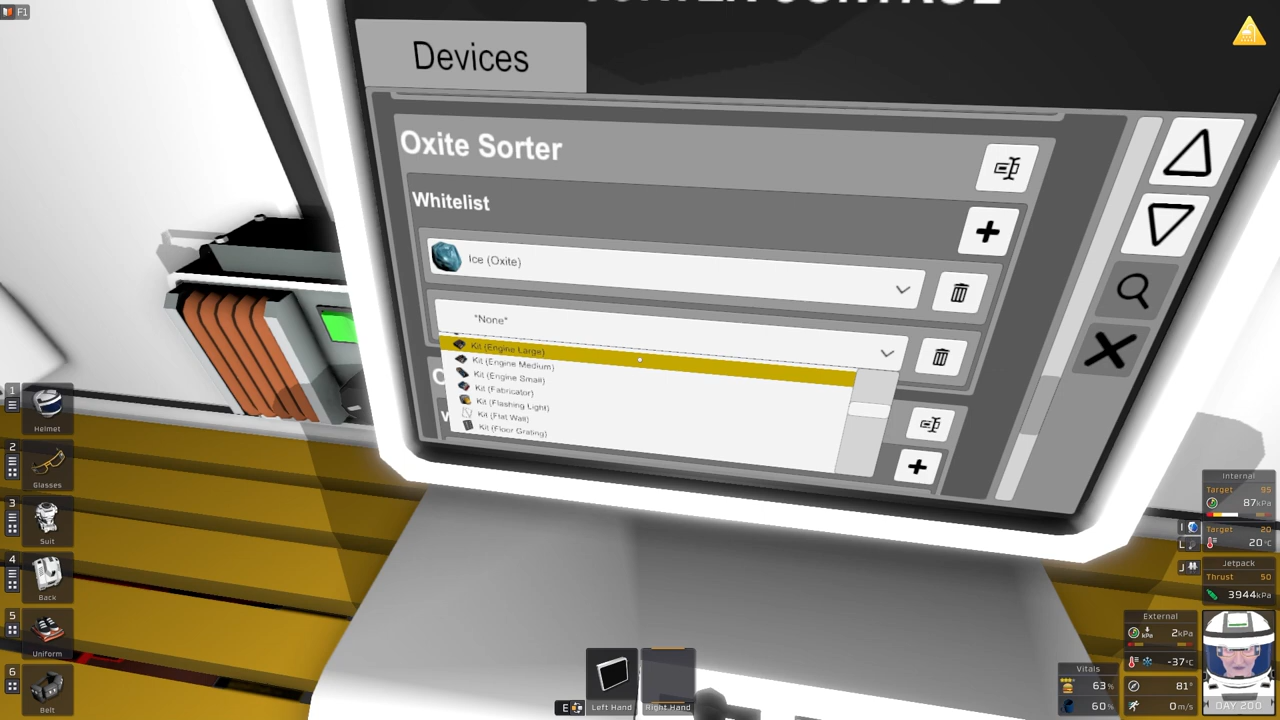 F1
Devices
Oxite Sorter
Whitelist
Ice (Oxite)
"None"
Kit (Engine Large)
Kit (Engine Medium)
Kit (Engine Small)
Kit (Fabricator)
Kit (Flashing Light)
Kit (Flat Wall)
Kit (Floor Grating)
1
Helmet
2
Glasses
3
Suit
4
Back
5
Uniform
6
Belt
E
Left Hand
Right Hand
Internal
Target 95
87kPa
Target 20
20°C
Jetpack
Thrust 50
3944kPa
External
kPa 2kPa
-37°C
81°
0m/s
Vitals
63%
60%
DAY 200